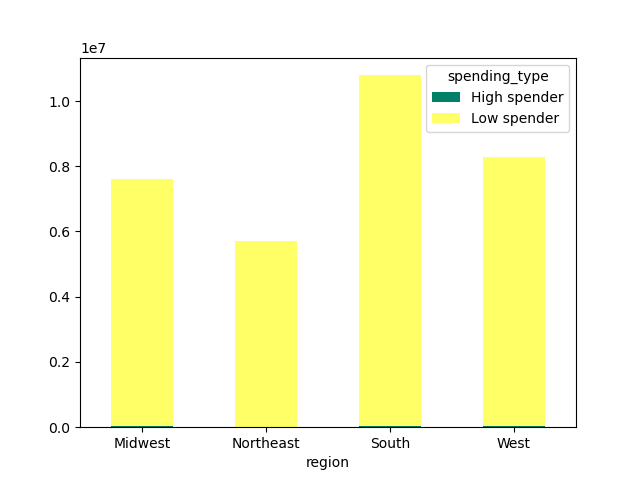 1e7
spending_type
High spender
Low spender
1.0
0.8
0.6
0.4
0.2
0.0
Midwest Northeast South West
region